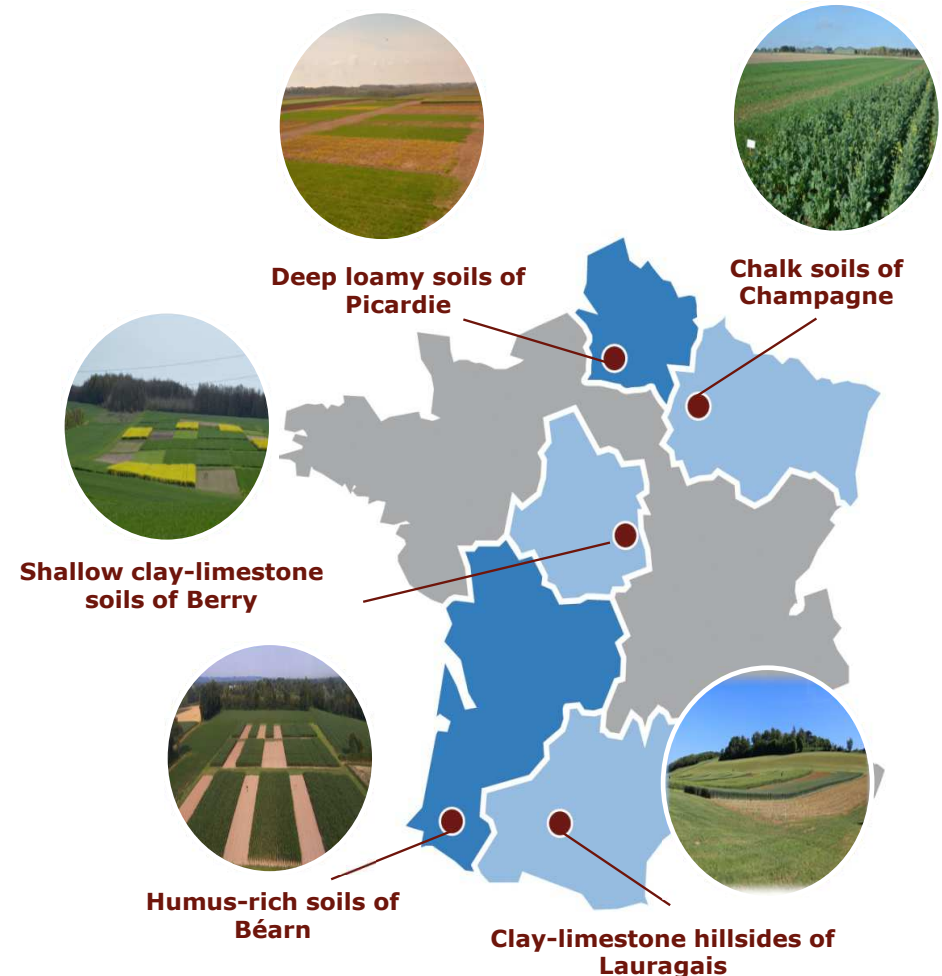 Deep loamy soils of
Picardie
Chalk soils of
Champagne
Shallow clay-limestone
soils of Berry
Humus-rich soils of
Béarn
Clay-limestone hillsides of
Lauragais